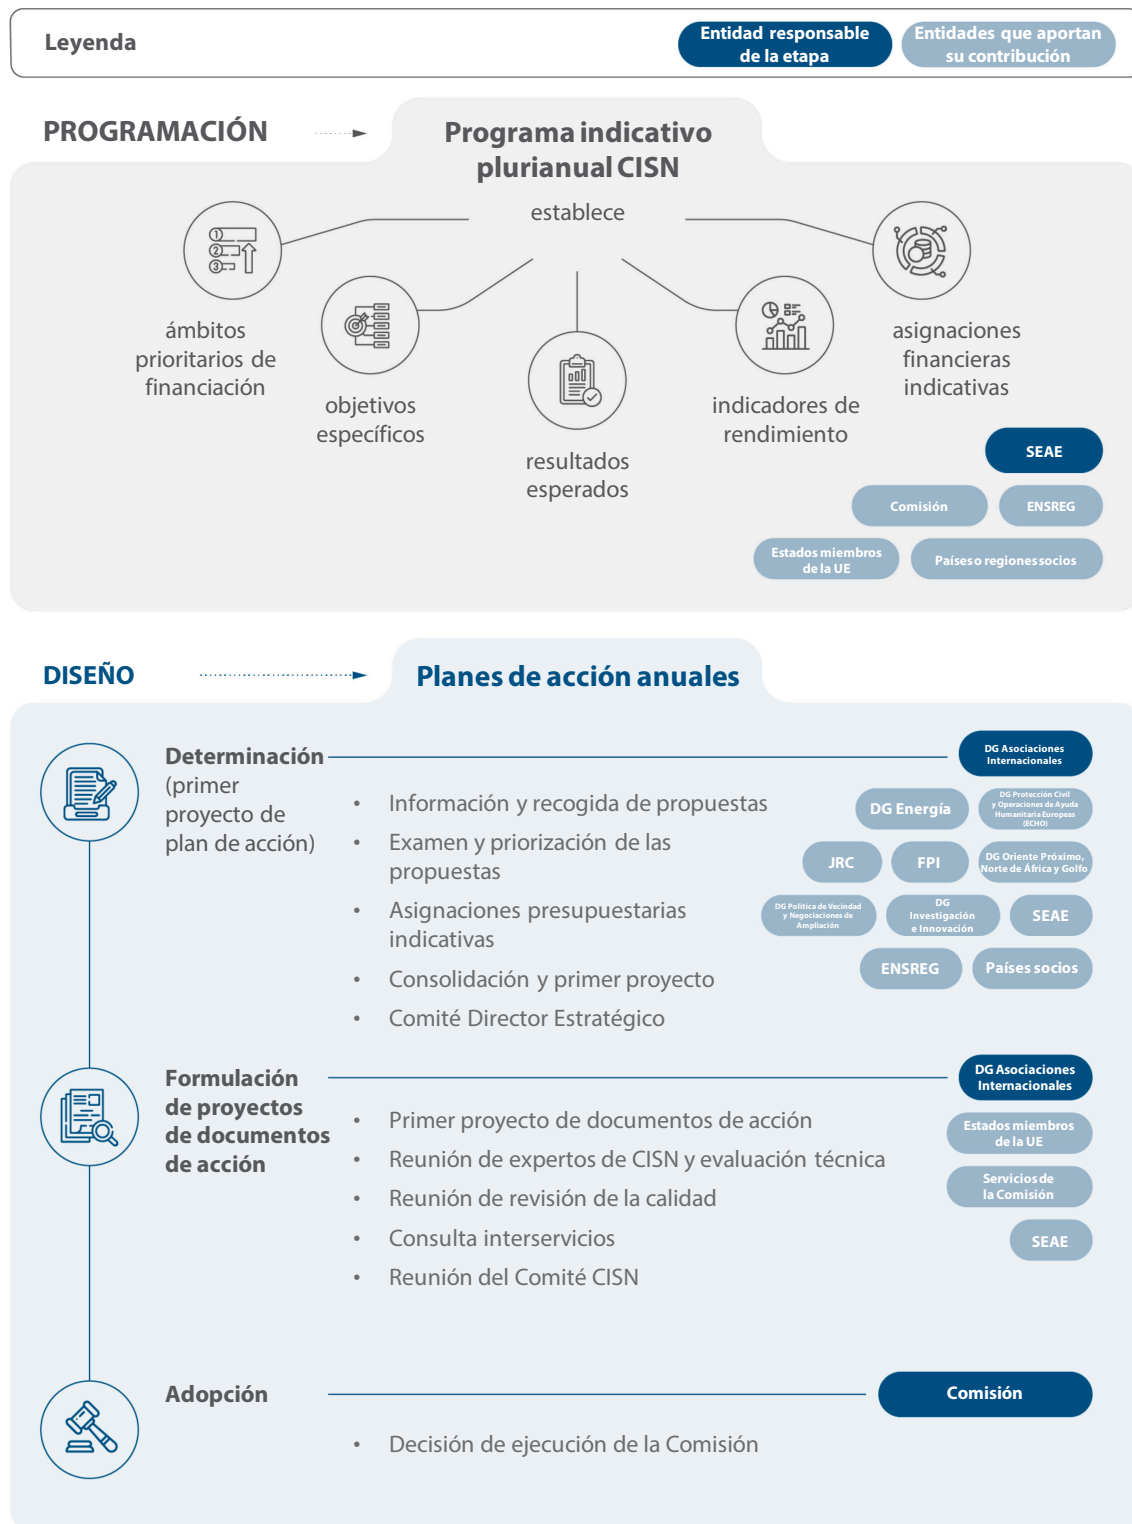 Leyenda
Entidad responsable
de la etapa
Entidades que aportan
su contribución
PROGRAMACIÓN
Programa indicativo
plurianual CISN
establece
1
2
3
ámbitos
prioritarios de
financiación
objetivos
específicos
resultados
esperados
indicadores de
rendimiento
asignaciones
financieras
indicativas
SEAE
Comisión
ENSREG
Estados miembros
de la UE
Países o regiones socios
DISEÑO
Planes de acción anuales
Determinación
(primer
proyecto de
plan de acción)
• Información y recogida de propuestas
• Examen y priorización de las
propuestas
• Asignaciones presupuestarias
indicativas
• Consolidación y primer proyecto
• Comité Director Estratégico
DG Asociaciones
Internacionales
DG Energía
DG Protección Civil
y Operaciones de Ayuda
Humanitaria Europeas
(ECHO)
JRC
FPI
DG Oriente Próximo,
Norte de África y Golfo
DG Política de Vecindad
y Negociaciones de
Ampliación
DG
Investigación
e Innovación
SEAE
ENSREG
Países socios
Formulación
de proyectos
de documentos
de acción
• Primer proyecto de documentos de acción
• Reunión de expertos de CISN y evaluación técnica
• Reunión de revisión de la calidad
• Consulta interservicios
• Reunión del Comité CISN
DG Asociaciones
Internacionales
Estados miembros
de la UE
Servicios de
la Comisión
SEAE
Adopción
Comisión
• Decisión de ejecución de la Comisión